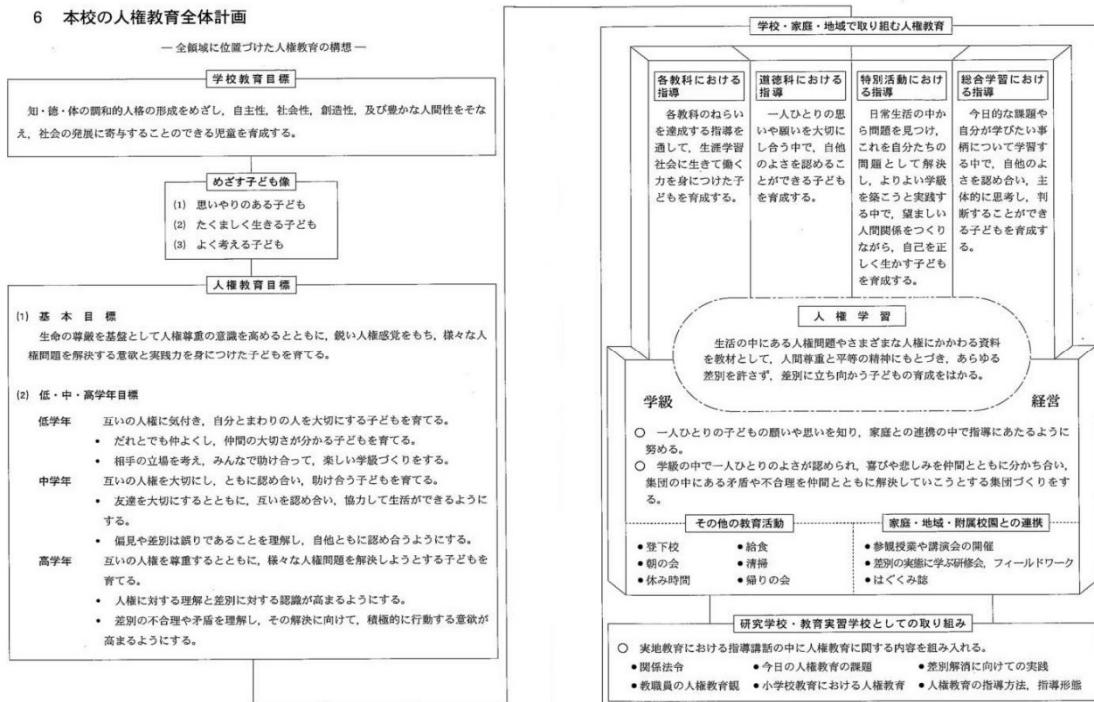 6 本校の人権教育全体計画
― 全領域に位置づけた人権教育の構想 ―
学校教育目標
知・徳・体の調和的人格の形成をめざし，自主性，社会性，創造性，及び豊かな人間性をそな
え，社会の発展に寄与することのできる児童を育成する。
めざす子ども像
(1) 思いやりのある子ども
(2) たくましく生きる子ども
(3) よく考える子ども
人権教育目標
(1) 基本目標
生命の尊厳を基盤として人権尊重の意識を高めるとともに，鋭い人権感覚をもち，様々な人
権問題を解決する意欲と実践力を身につけた子どもを育てる。
(2) 低・中・高学年目標
低学年 互いの人権に気付き，自分とまわりの人を大切にする子どもを育てる。
• だれとでも仲よくし，仲間の大切さが分かる子どもを育てる。
• 相手の立場を考え，みんなで助け合って，楽しい学級づくりをする。
中学年 互いの人権を大切にし，ともに認め合い，助け合う子どもを育てる。
• 友達を大切にするとともに，互いを認め合い，協力して生活ができるように
する。
• 偏見や差別は誤りであることを理解し，自他ともに認め合うようにする。
高学年 互いの人権を尊重するとともに，様々な人権問題を解決しようとする子どもを
育てる。
• 人権に対する理解と差別に対する認識が高まるようにする。
• 差別の不合理や矛盾を理解し，その解決に向けて，積極的に行動する意欲が
高まるようにする。
学校・家庭・地域で取り組む人権教育
各教科における
指導
各教科のねらい
を達成する指導を
通して，生涯学習
社会に生きて働く
力を身につけた子
どもを育成する。
道徳科における
指導
一人ひとりの思
いや願いを大切に
し合う中で，自他
のよさを認めるこ
とができる子ども
を育成する。
特別活動におけ
る指導
日常生活の中か
ら問題を見つけ，
これを自分たちの
問題として解決
し，よりよい学級
を築こうと実践す
る中で，望ましい
人間関係をつくり
ながら，自己を正
しく生かす子ども
を育成する。
総合学習におけ
る指導
今日的な課題や
自分が学びたい事
柄について学習す
る中で，自他のよ
さを認め合い，主
体的に思考し，判
断することができ
る子どもを育成す
る。
人権学習
生活の中にある人権問題やさまざまな人権にかかわる資料
を教材として，人間尊重と平等の精神にもとづき，あらゆる
差別を許さず，差別に立ち向かう子どもの育成をはかる。
学級 経営
○ 一人ひとりの子どもの願いや思いを知り，家庭との連携の中で指導にあたるように
努める。
○ 学級の中で一人ひとりのよさが認められ，喜びや悲しみを仲間とともに分かち合い，
集団の中にある矛盾や不合理を仲間とともに解決していこうとする集団づくりをす
る。
その他の教育活動
●登下校 ●給食
●朝の会 ●清掃
●休み時間 ●帰りの会
家庭・地域・附属校園との連携
●参観授業や講演会の開催
●差別の実態に学ぶ研修会，フィールドワーク
●はぐくみ誌
研究学校・教育実習学校としての取り組み
○ 実地教育における指導講話の中に人権教育に関する内容を組み入れる。
●関係法令 ●今日の人権教育の課題 ●差別解消に向けての実践
●教職員の人権教育観 ●小学校教育における人権教育 ●人権教育の指導方法，指導形態